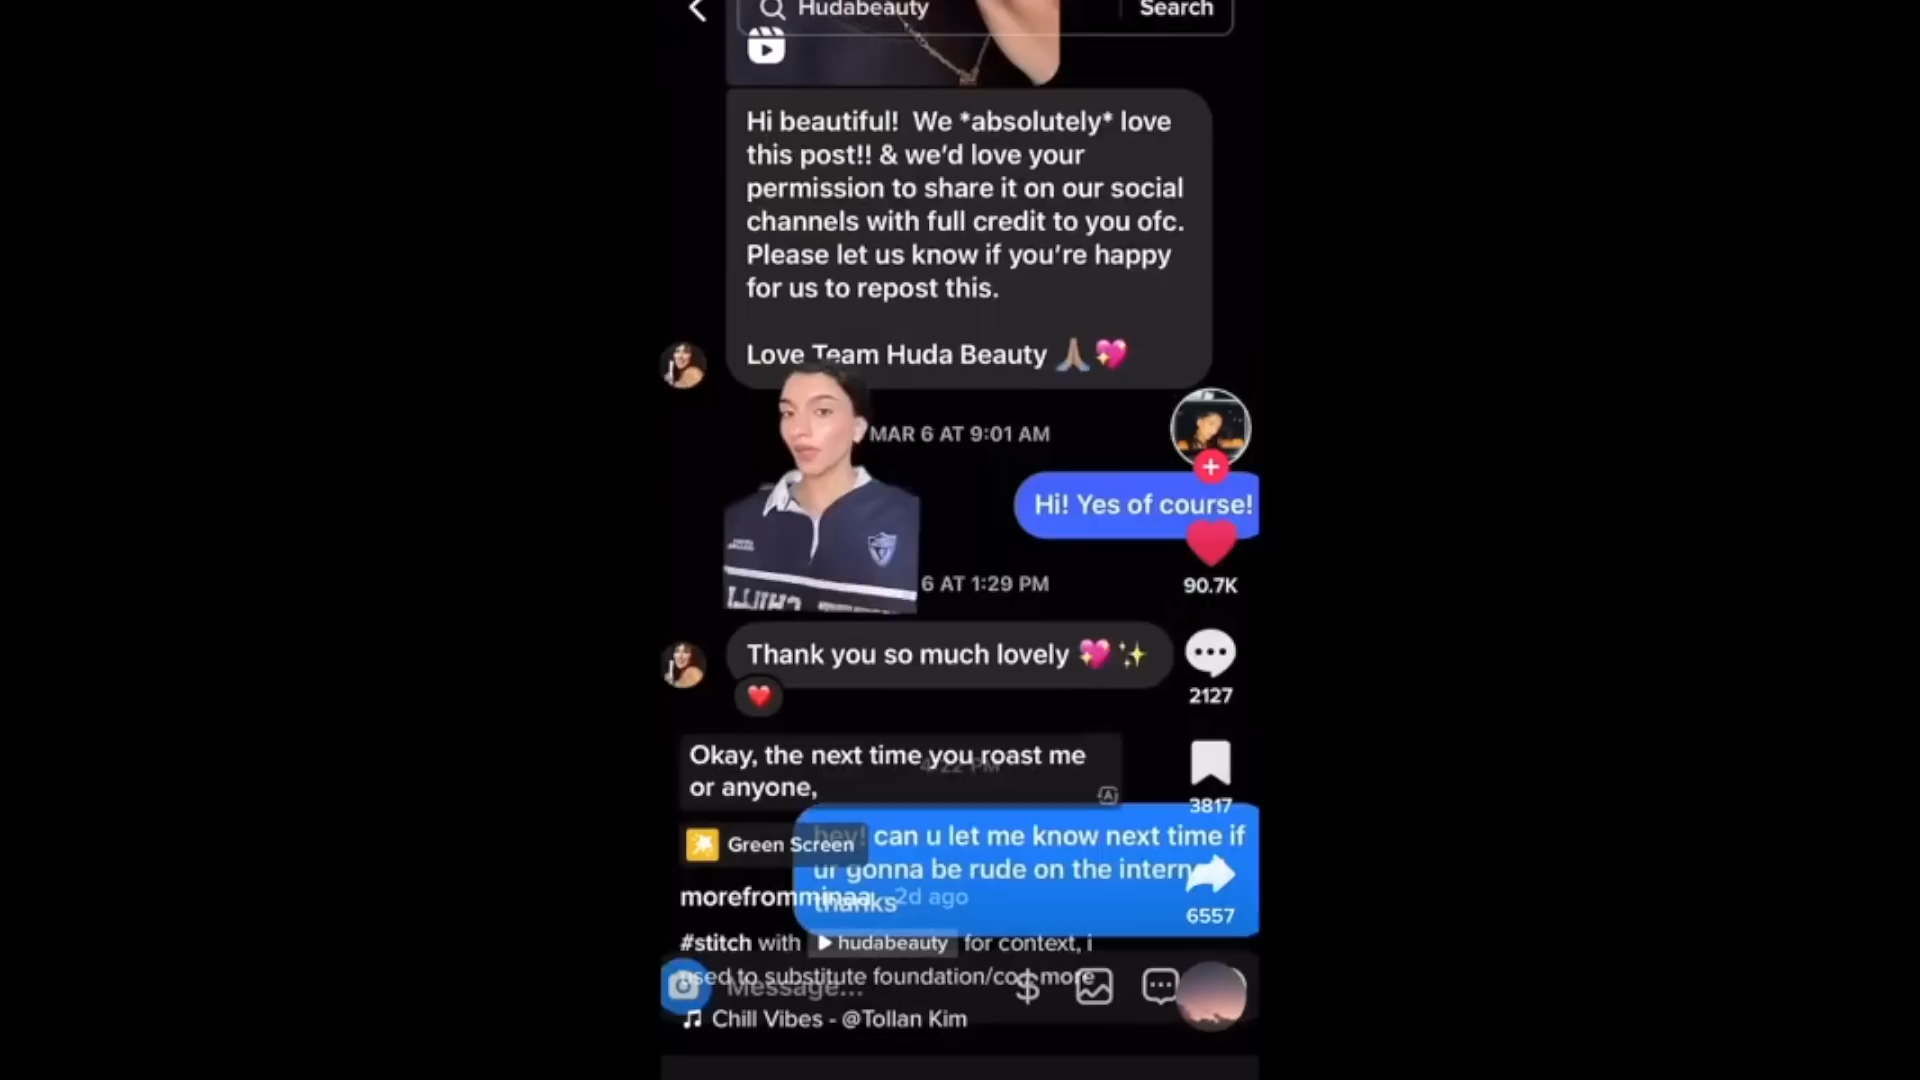 Hudabeauty
Search
Hi beautiful!  We *absolutely* love
this post!! & we’d love your
permission to share it on our social
channels with full credit to you ofc.
Please let us know if you’re happy
for us to repost this.
Love Team Huda Beauty 🙏🏽💖
MAR 6 AT 9:01 AM
Hi! Yes of course!
90.7K
6 AT 1:29 PM
Thank you so much lovely 💖✨
❤️
2127
Okay, the next time you roast me
or anyone,
4:22 PM
3817
hey! can u let me know next time if
ur gonna be rude on the
thanks
Green Screen
6557
morefromminaa · 2d ago
#stitch with ▶ hudabeauty for context, i
used to substitute foundation/co more
Message...
Chill Vibes - @Tollan Kim